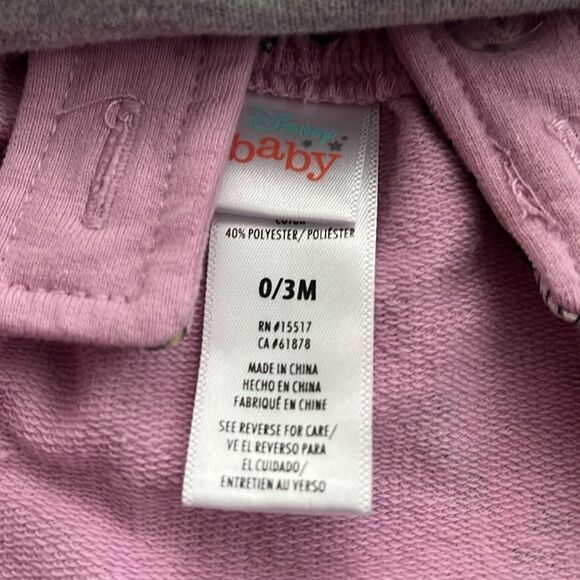 Disney
baby
40% POLYESTER/ POLIÉSTER
0/3M
RN #15517
CA #61878
MADE IN CHINA
HECHO EN CHINA
FABRIQUÉ EN CHINE
SEE REVERSE FOR CARE/
VE EL REVERSO PARA
EL CUIDADO/
ENTRETIEN AU VERSO